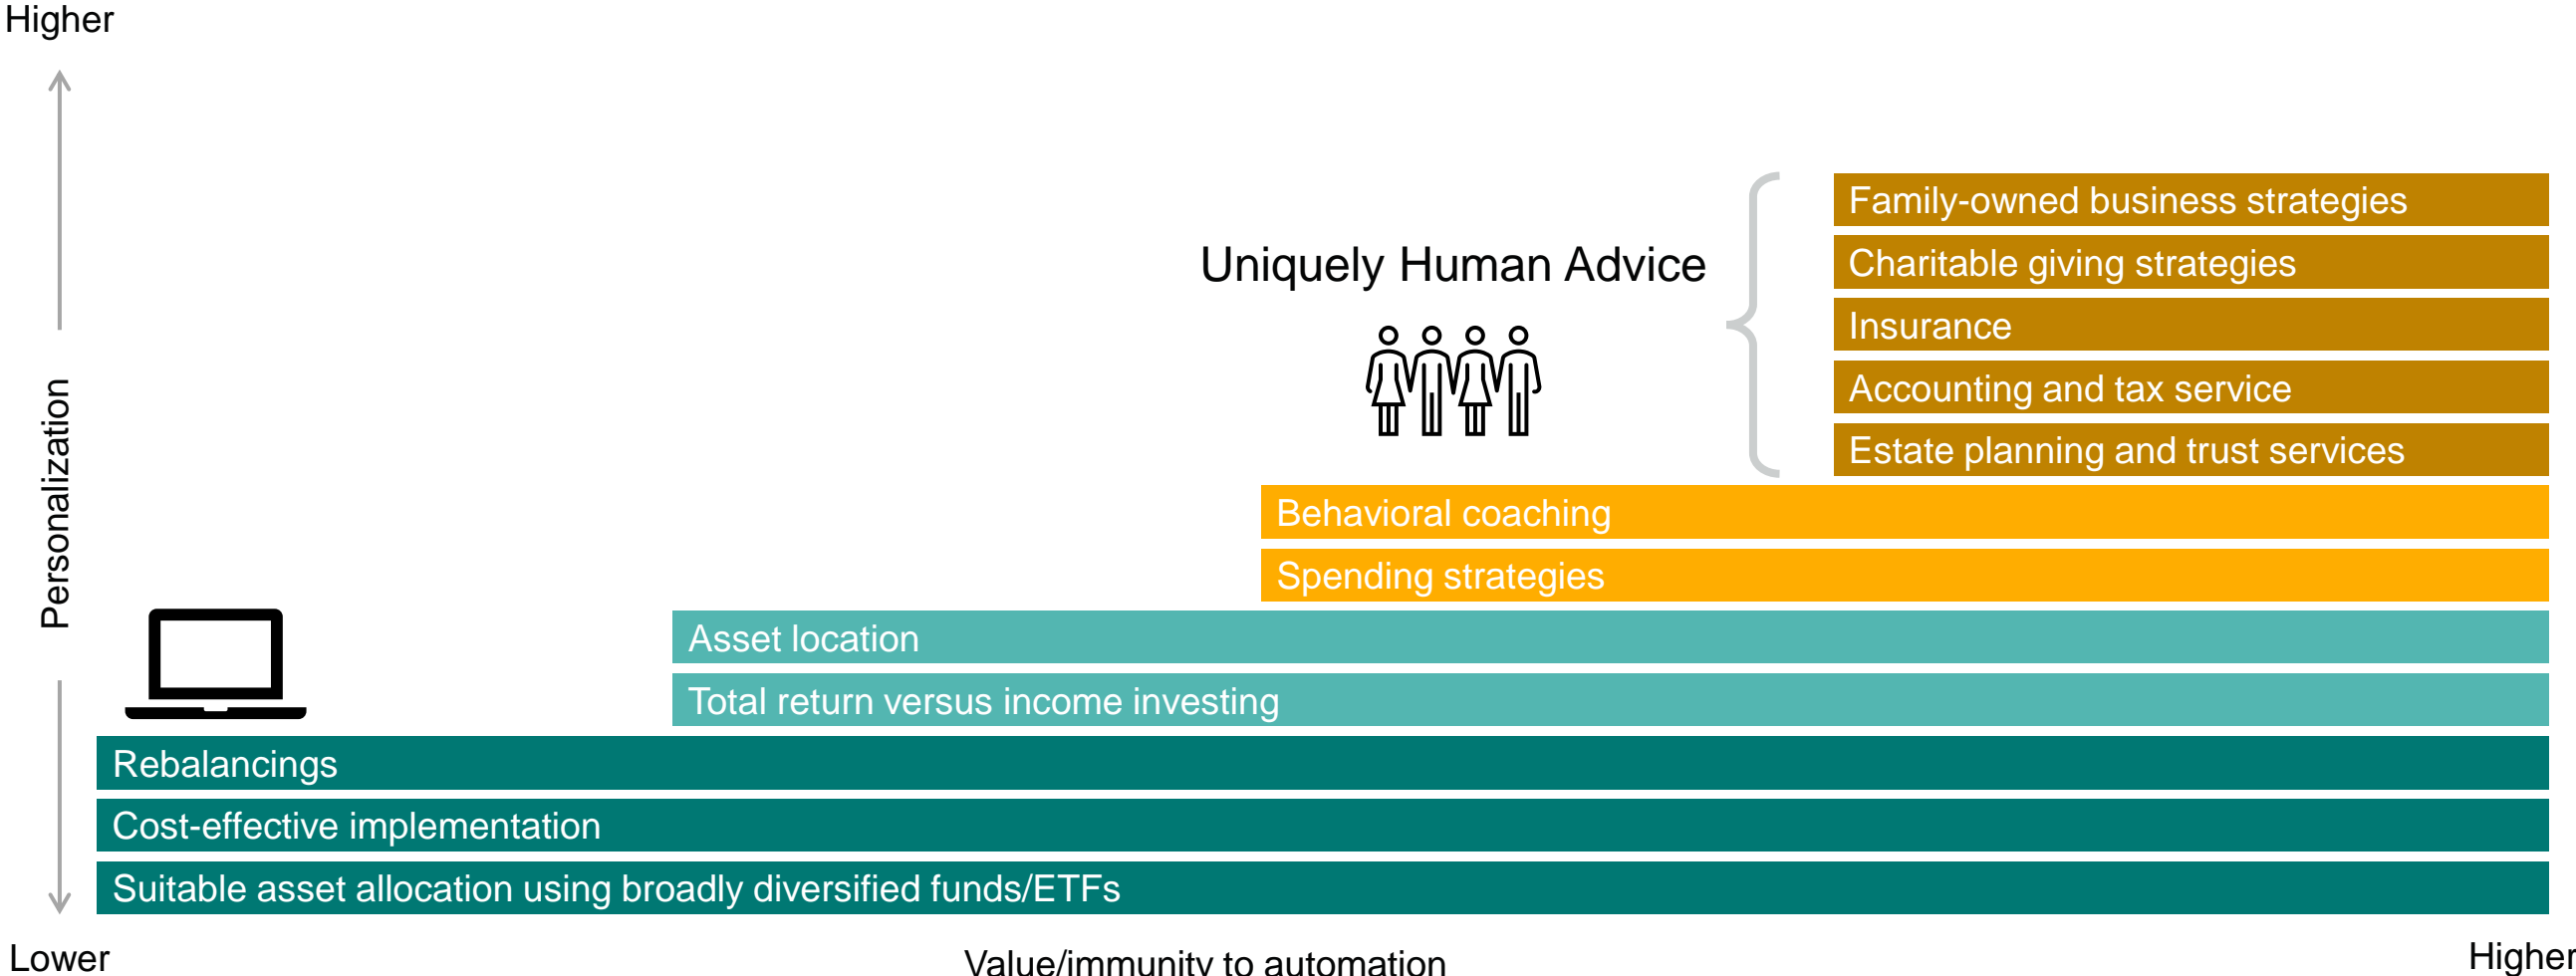 Higher
Personalization
Uniquely Human Advice
Family-owned business strategies
Charitable giving strategies
Insurance
Accounting and tax service
Estate planning and trust services
Behavioral coaching
Spending strategies
Asset location
Total return versus income investing
Rebalancings
Cost-effective implementation
Suitable asset allocation using broadly diversified funds/ETFs
Lower
Value/immunity to automation
Higher